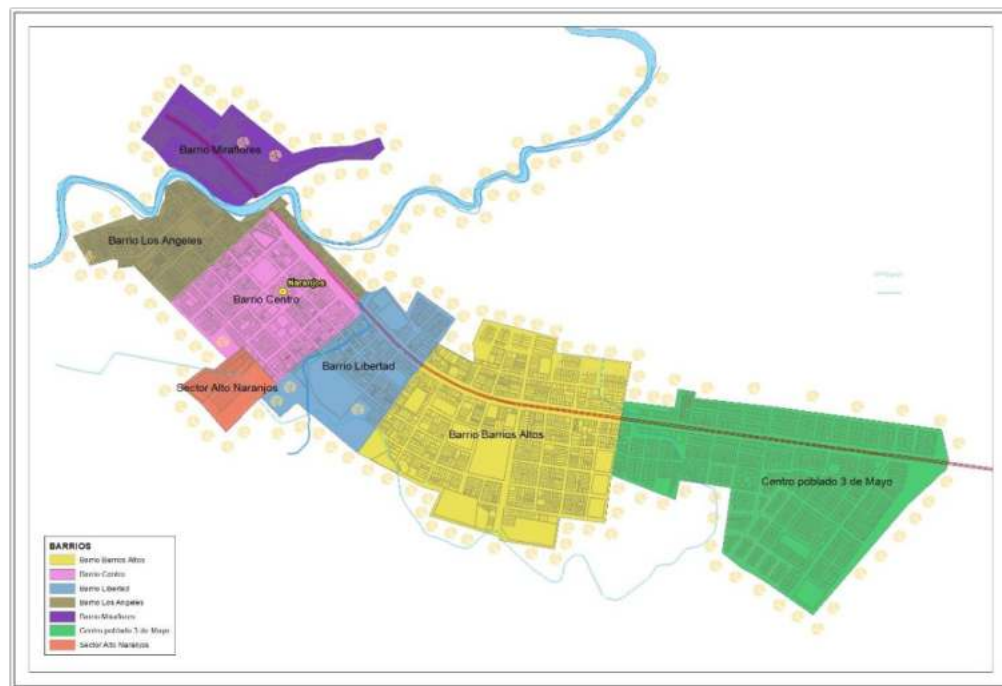 Barrio Miraflores
Barrio Los Angeles
Naranjos
Barrio Centro
Barrio Libertad
Sector Alto Naranjos
Barrio Barrios Altos
Centro poblado 3 de Mayo
BARRIOS
Barrio Barrios Altos
Barrio Centro
Barrio Libertad
Barrio Los Angeles
Barrio Miraflores
Centro poblado 3 de Mayo
Sector Alto Naranjos